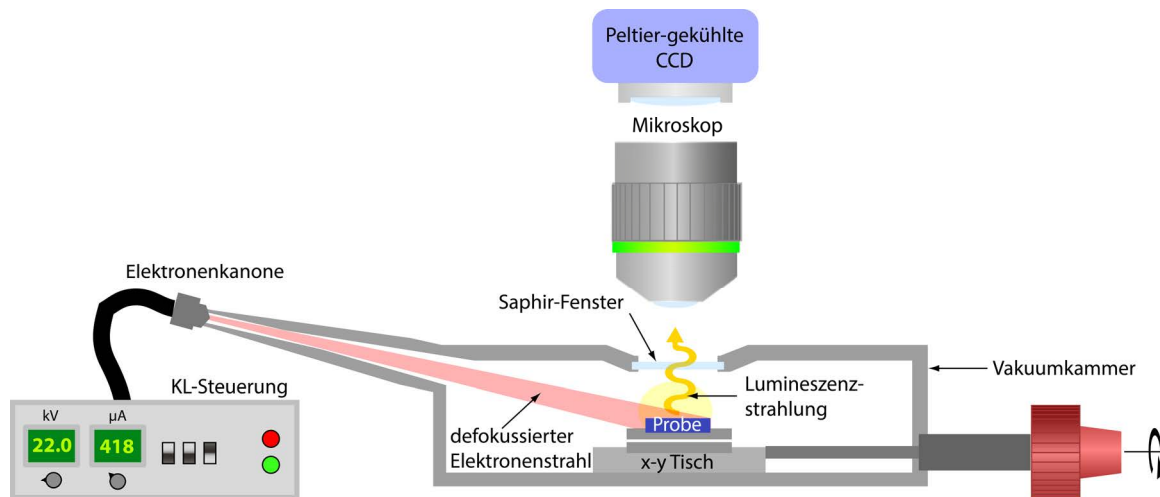 Peltier-gekühlte
CCD
Mikroskop
Elektronenkanone
Saphir-Fenster
KL-Steuerung
kV
µA
22.0
418
defokussierter
Elektronenstrahl
Probe
x-y Tisch
Lumineszenz-
strahlung
Vakuumkammer